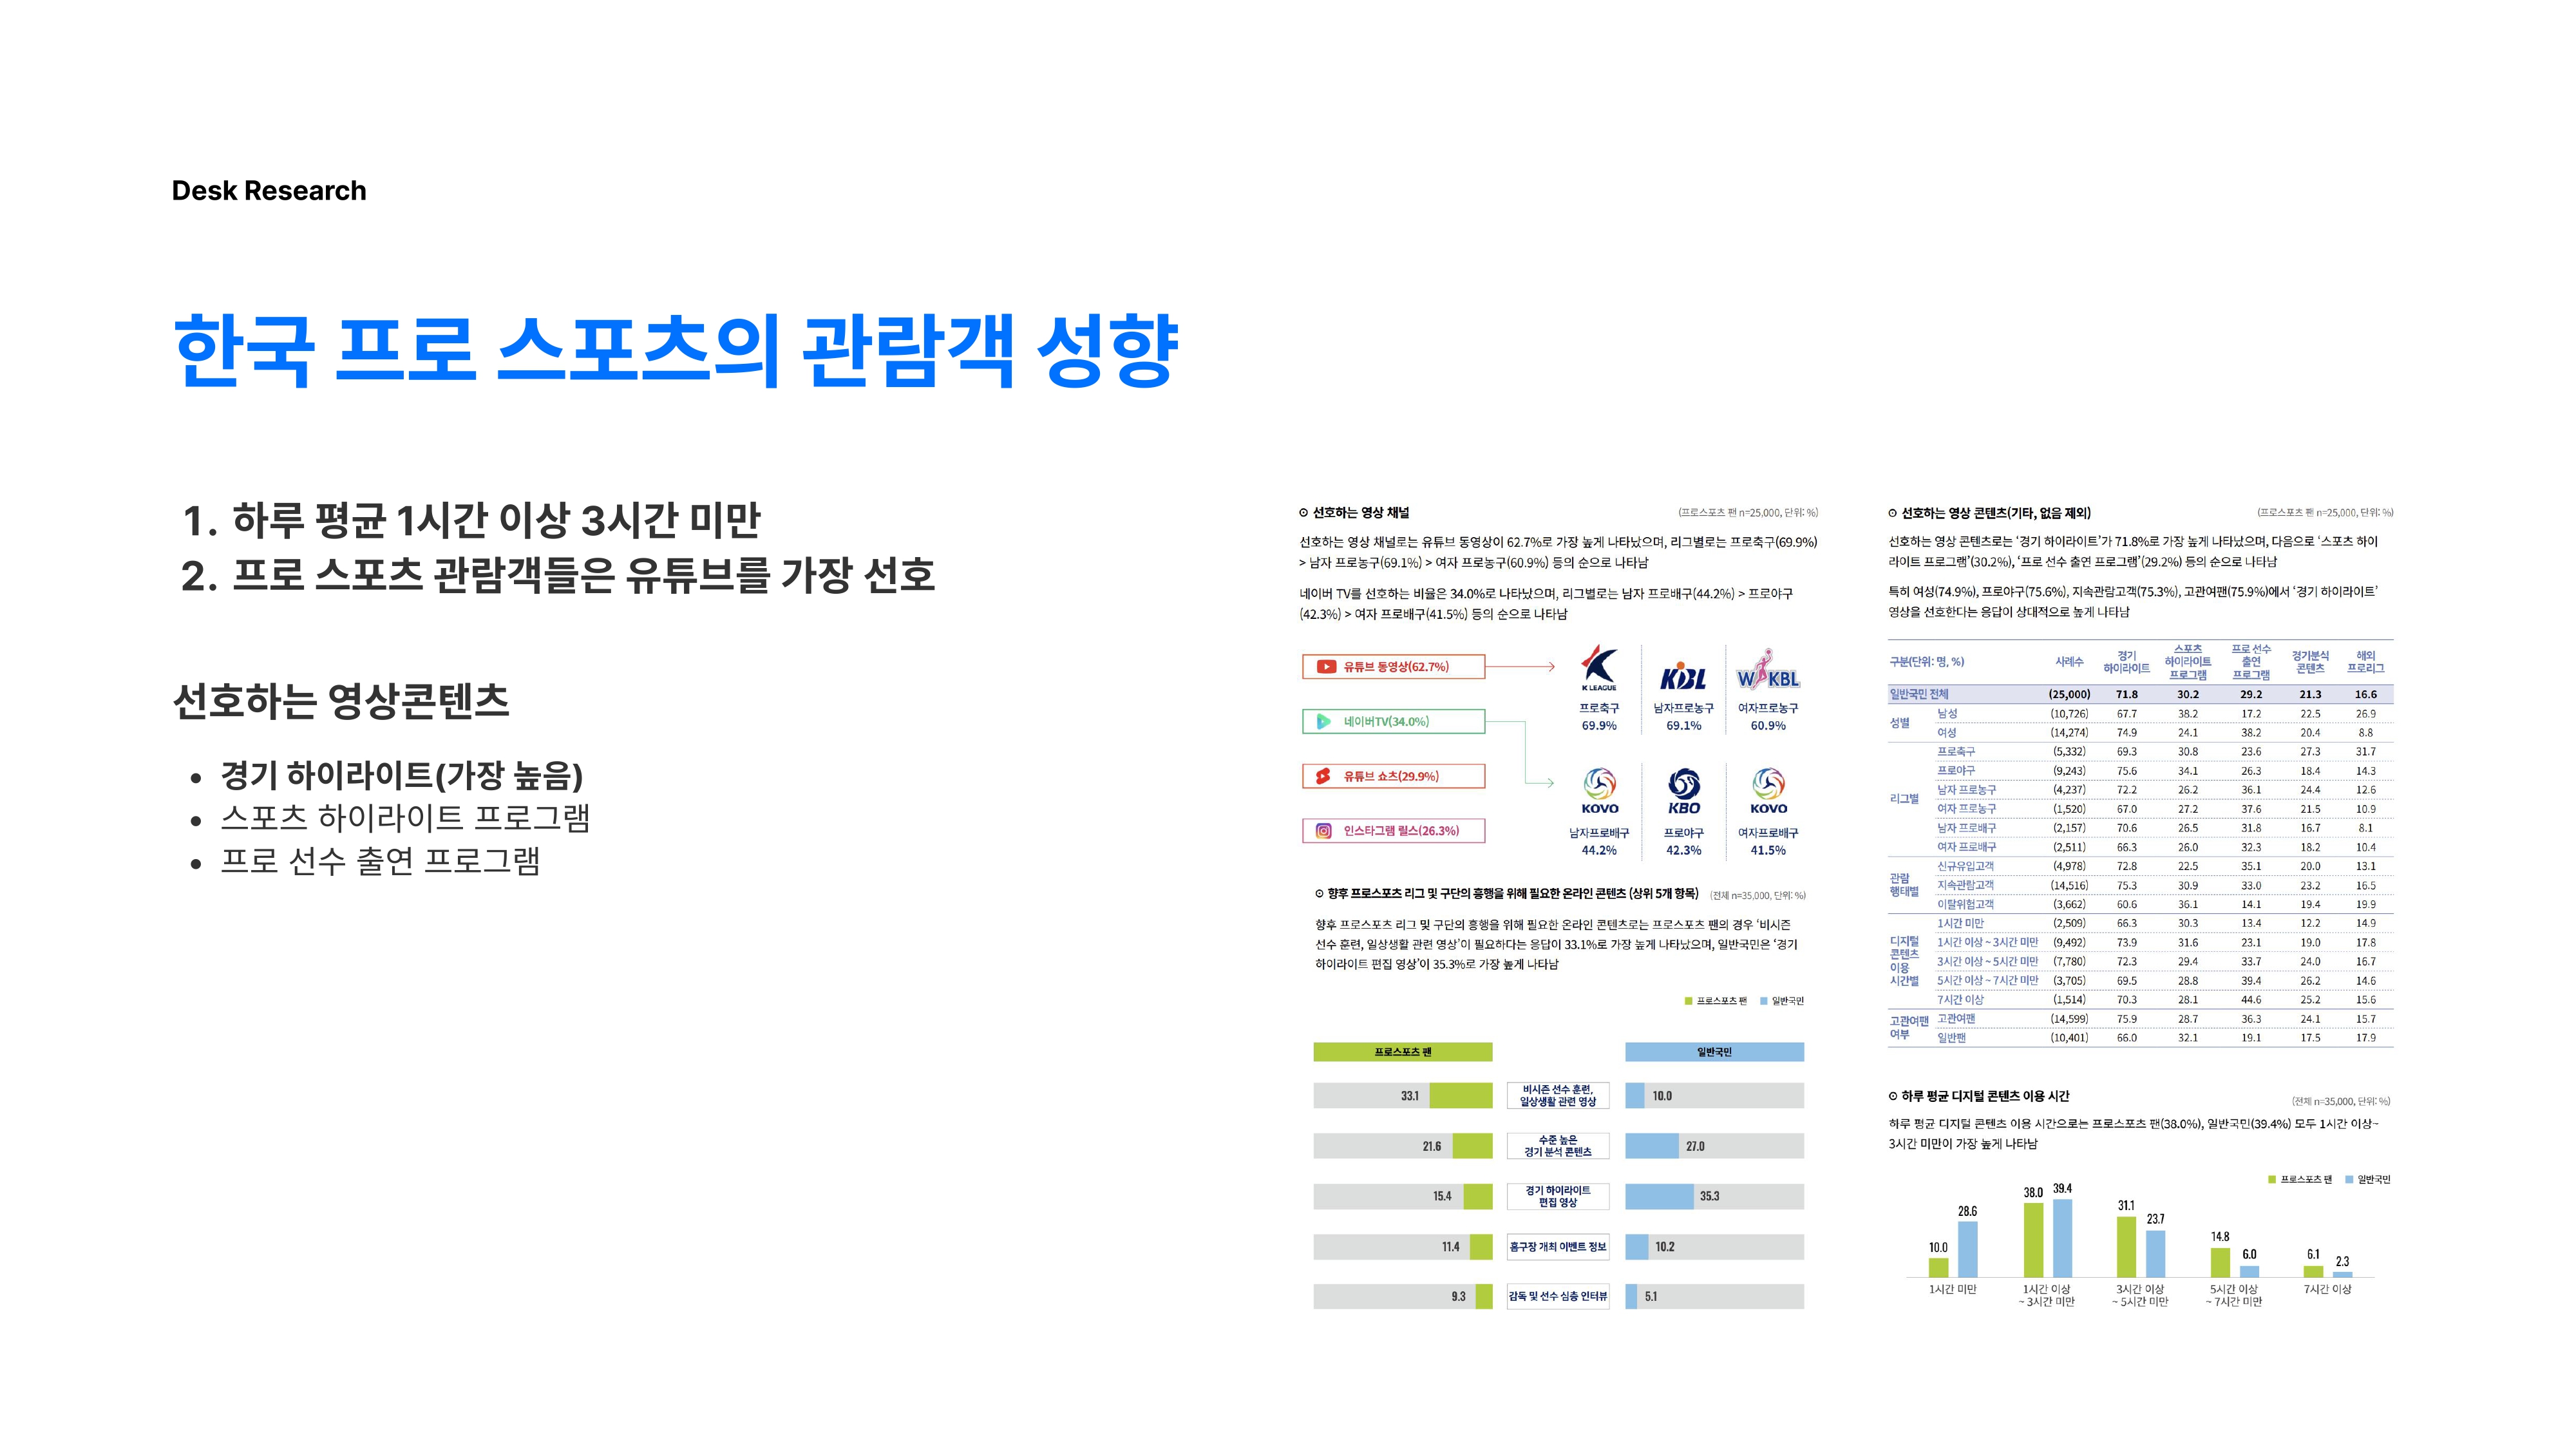 Desk Research
한국 프로 스포츠의 관람객 성향
1. 하루 평균 1시간 이상 3시간 미만
2. 프로 스포츠 관람객들은 유튜브를 가장 선호
선호하는 영상콘텐츠
• 경기 하이라이트(가장 높음)
• 스포츠 하이라이트 프로그램
• 프로 선수 출연 프로그램
⊙ 선호하는 영상 채널 (프로스포츠 팬 n=25,000, 단위: %)
선호하는 영상 채널로는 유튜브 동영상이 62.7%로 가장 높게 나타났으며, 리그별로는 프로축구(69.9%)
> 남자 프로농구(69.1%) > 여자 프로농구(60.9%) 등의 순으로 나타남
네이버 TV를 선호하는 비율은 34.0%로 나타났으며, 리그별로는 남자 프로배구(44.2%) > 프로야구
(42.3%) > 여자 프로배구(41.5%) 등의 순으로 나타남
유튜브 동영상(62.7%)
네이버TV(34.0%)
유튜브 쇼츠(29.9%)
인스타그램 릴스(26.3%)
K LEAGUE KBL WKBL
프로축구 남자프로농구 여자프로농구
69.9% 69.1% 60.9%
KOVO KBO KOVO
남자프로배구 프로야구 여자프로배구
44.2% 42.3% 41.5%
⊙ 향후 프로스포츠 리그 및 구단의 흥행을 위해 필요한 온라인 콘텐츠 (상위 5개 항목) (전체 n=35,000, 단위: %)
향후 프로스포츠 리그 및 구단의 흥행을 위해 필요한 온라인 콘텐츠로는 프로스포츠 팬의 경우 ‘비시즌
선수 훈련, 일상생활 관련 영상’이 필요하다는 응답이 33.1%로 가장 높게 나타났으며, 일반국민은 ‘경기
하이라이트 편집 영상’이 35.3%로 가장 높게 나타남
프로스포츠 팬 일반국민
프로스포츠 팬 일반국민
33.1 비시즌 선수 훈련, 10.0
일상생활 관련 영상
21.6 수준 높은 27.0
경기 분석 콘텐츠
15.4 경기 하이라이트 35.3
편집 영상
11.4 홈구장 개최 이벤트 정보 10.2
9.3 감독 및 선수 심층 인터뷰 5.1
⊙ 선호하는 영상 콘텐츠(기타, 없음 제외) (프로스포츠 팬 n=25,000, 단위: %)
선호하는 영상 콘텐츠로는 ‘경기 하이라이트’가 71.8%로 가장 높게 나타났으며, 다음으로 ‘스포츠 하이
라이트 프로그램’(30.2%), ‘프로 선수 출연 프로그램’(29.2%) 등의 순으로 나타남
특히 여성(74.9%), 프로야구(75.6%), 지속관람고객(75.3%), 고관여팬(75.9%)에서 ‘경기 하이라이트’
영상을 선호한다는 응답이 상대적으로 높게 나타남
구분(단위: 명, %) 사례수 경기 하이라이트 스포츠 하이라이트 프로그램 프로 선수 출연 프로그램 경기분식 콘텐츠 해외 프로리그
일반국민 전체 (25,000) 71.8 30.2 29.2 21.3 16.6
성별 남성 (10,726) 67.7 38.2 17.2 22.5 26.9
여성 (14,274) 74.9 24.1 38.2 20.4 8.8
리그별 프로축구 (5,332) 69.3 30.8 23.6 27.3 31.7
프로야구 (9,243) 75.6 34.1 26.3 18.4 14.3
남자 프로농구 (4,237) 72.2 26.2 36.1 24.4 12.6
여자 프로농구 (1,520) 67.0 27.2 37.6 21.5 10.9
남자 프로배구 (2,157) 70.6 26.5 31.8 16.7 8.1
여자 프로배구 (2,511) 66.3 26.0 32.3 18.2 10.4
관람 행태별 신규유입고객 (4,978) 72.8 22.5 35.1 20.0 13.1
지속관람고객 (14,516) 75.3 30.9 33.0 23.2 16.5
이탈위험고객 (3,662) 60.6 36.1 14.1 19.4 19.9
디지털 콘텐츠 이용 시간별 1시간 미만 (2,509) 66.3 30.3 13.4 12.2 14.9
1시간 이상 ~ 3시간 미만 (9,492) 73.9 31.6 23.1 19.0 17.8
3시간 이상 ~ 5시간 미만 (7,780) 72.3 29.4 33.7 24.0 16.7
5시간 이상 ~ 7시간 미만 (3,705) 69.5 28.8 39.4 26.2 14.6
7시간 이상 (1,514) 70.3 28.1 44.6 25.2 15.6
고관여팬 여부 고관여팬 (14,599) 75.9 28.7 36.3 24.1 15.7
일반팬 (10,401) 66.0 32.1 19.1 17.5 17.9
⊙ 하루 평균 디지털 콘텐츠 이용 시간 (전체 n=35,000, 단위: %)
하루 평균 디지털 콘텐츠 이용 시간으로는 프로스포츠 팬(38.0%), 일반국민(39.4%) 모두 1시간 이상~
3시간 미만이 가장 높게 나타남
프로스포츠 팬 일반국민
10.0 28.6 38.0 39.4 31.1 23.7 14.8 6.0 6.1 2.3
1시간 미만 1시간 이상 3시간 이상 5시간 이상 7시간 이상
~ 3시간 미만 ~ 5시간 미만 ~ 7시간 미만